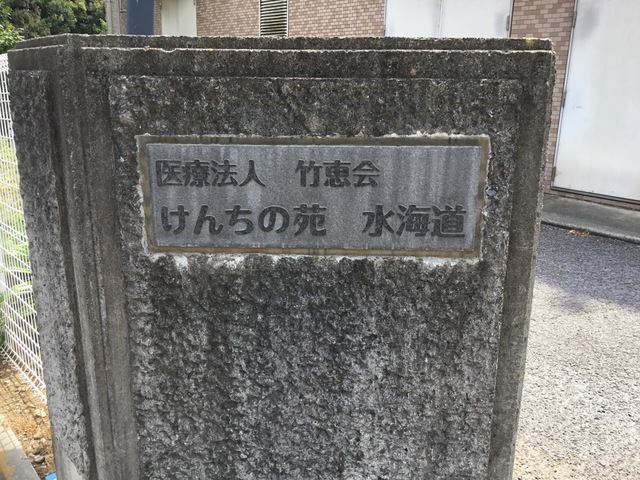 医療法人　竹恵会
けんちの苑　水海道